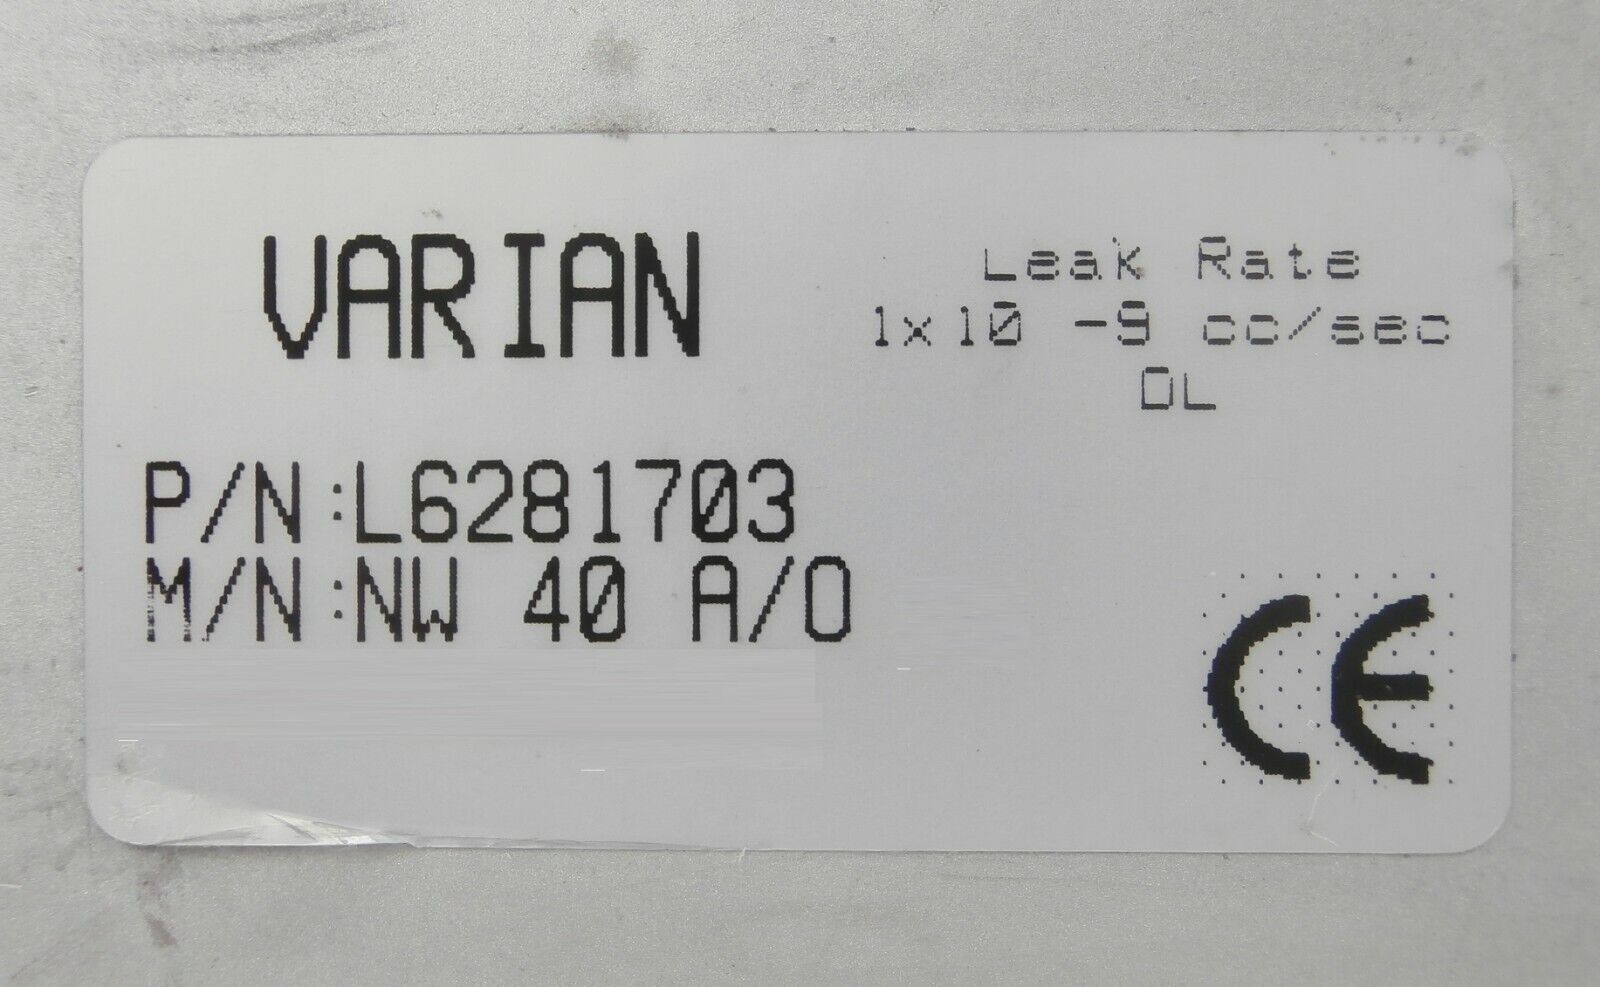 VARIAN
Leak Rate
1x10 -9 cc/sec
DL
P/N:L6281703
M/N:NW 40 A/O
CE